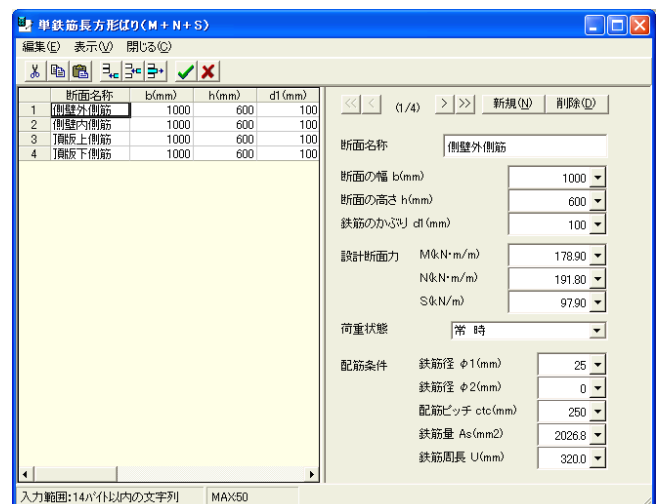 単鉄筋長方形ばり(M+N+S)
編集(E) 表示(V) 閉じる(C)
断面名称 b(mm) h(mm) d1(mm)
1 側壁外側筋 1000 600 100
2 側壁内側筋 1000 600 100
3 頂版上側筋 1000 600 100
4 頂版下側筋 1000 600 100
<< < (1/4) > >> 新規(N) 削除(D)
断面名称 側壁外側筋
断面の幅 b(mm) 1000
断面の高さ h(mm) 600
鉄筋のかぶり d1(mm) 100
設計断面力 M(kN・m/m) 178.90
N(kN・m/m) 191.80
S(kN/m) 97.90
荷重状態 常 時
配筋条件 鉄筋径 φ1(mm) 25
鉄筋径 φ2(mm) 0
配筋ピッチ ctc(mm) 250
鉄筋量 As(mm2) 2026.8
鉄筋周長 U(mm) 320.0
入力範囲:14バイト以内の文字列 MAX50